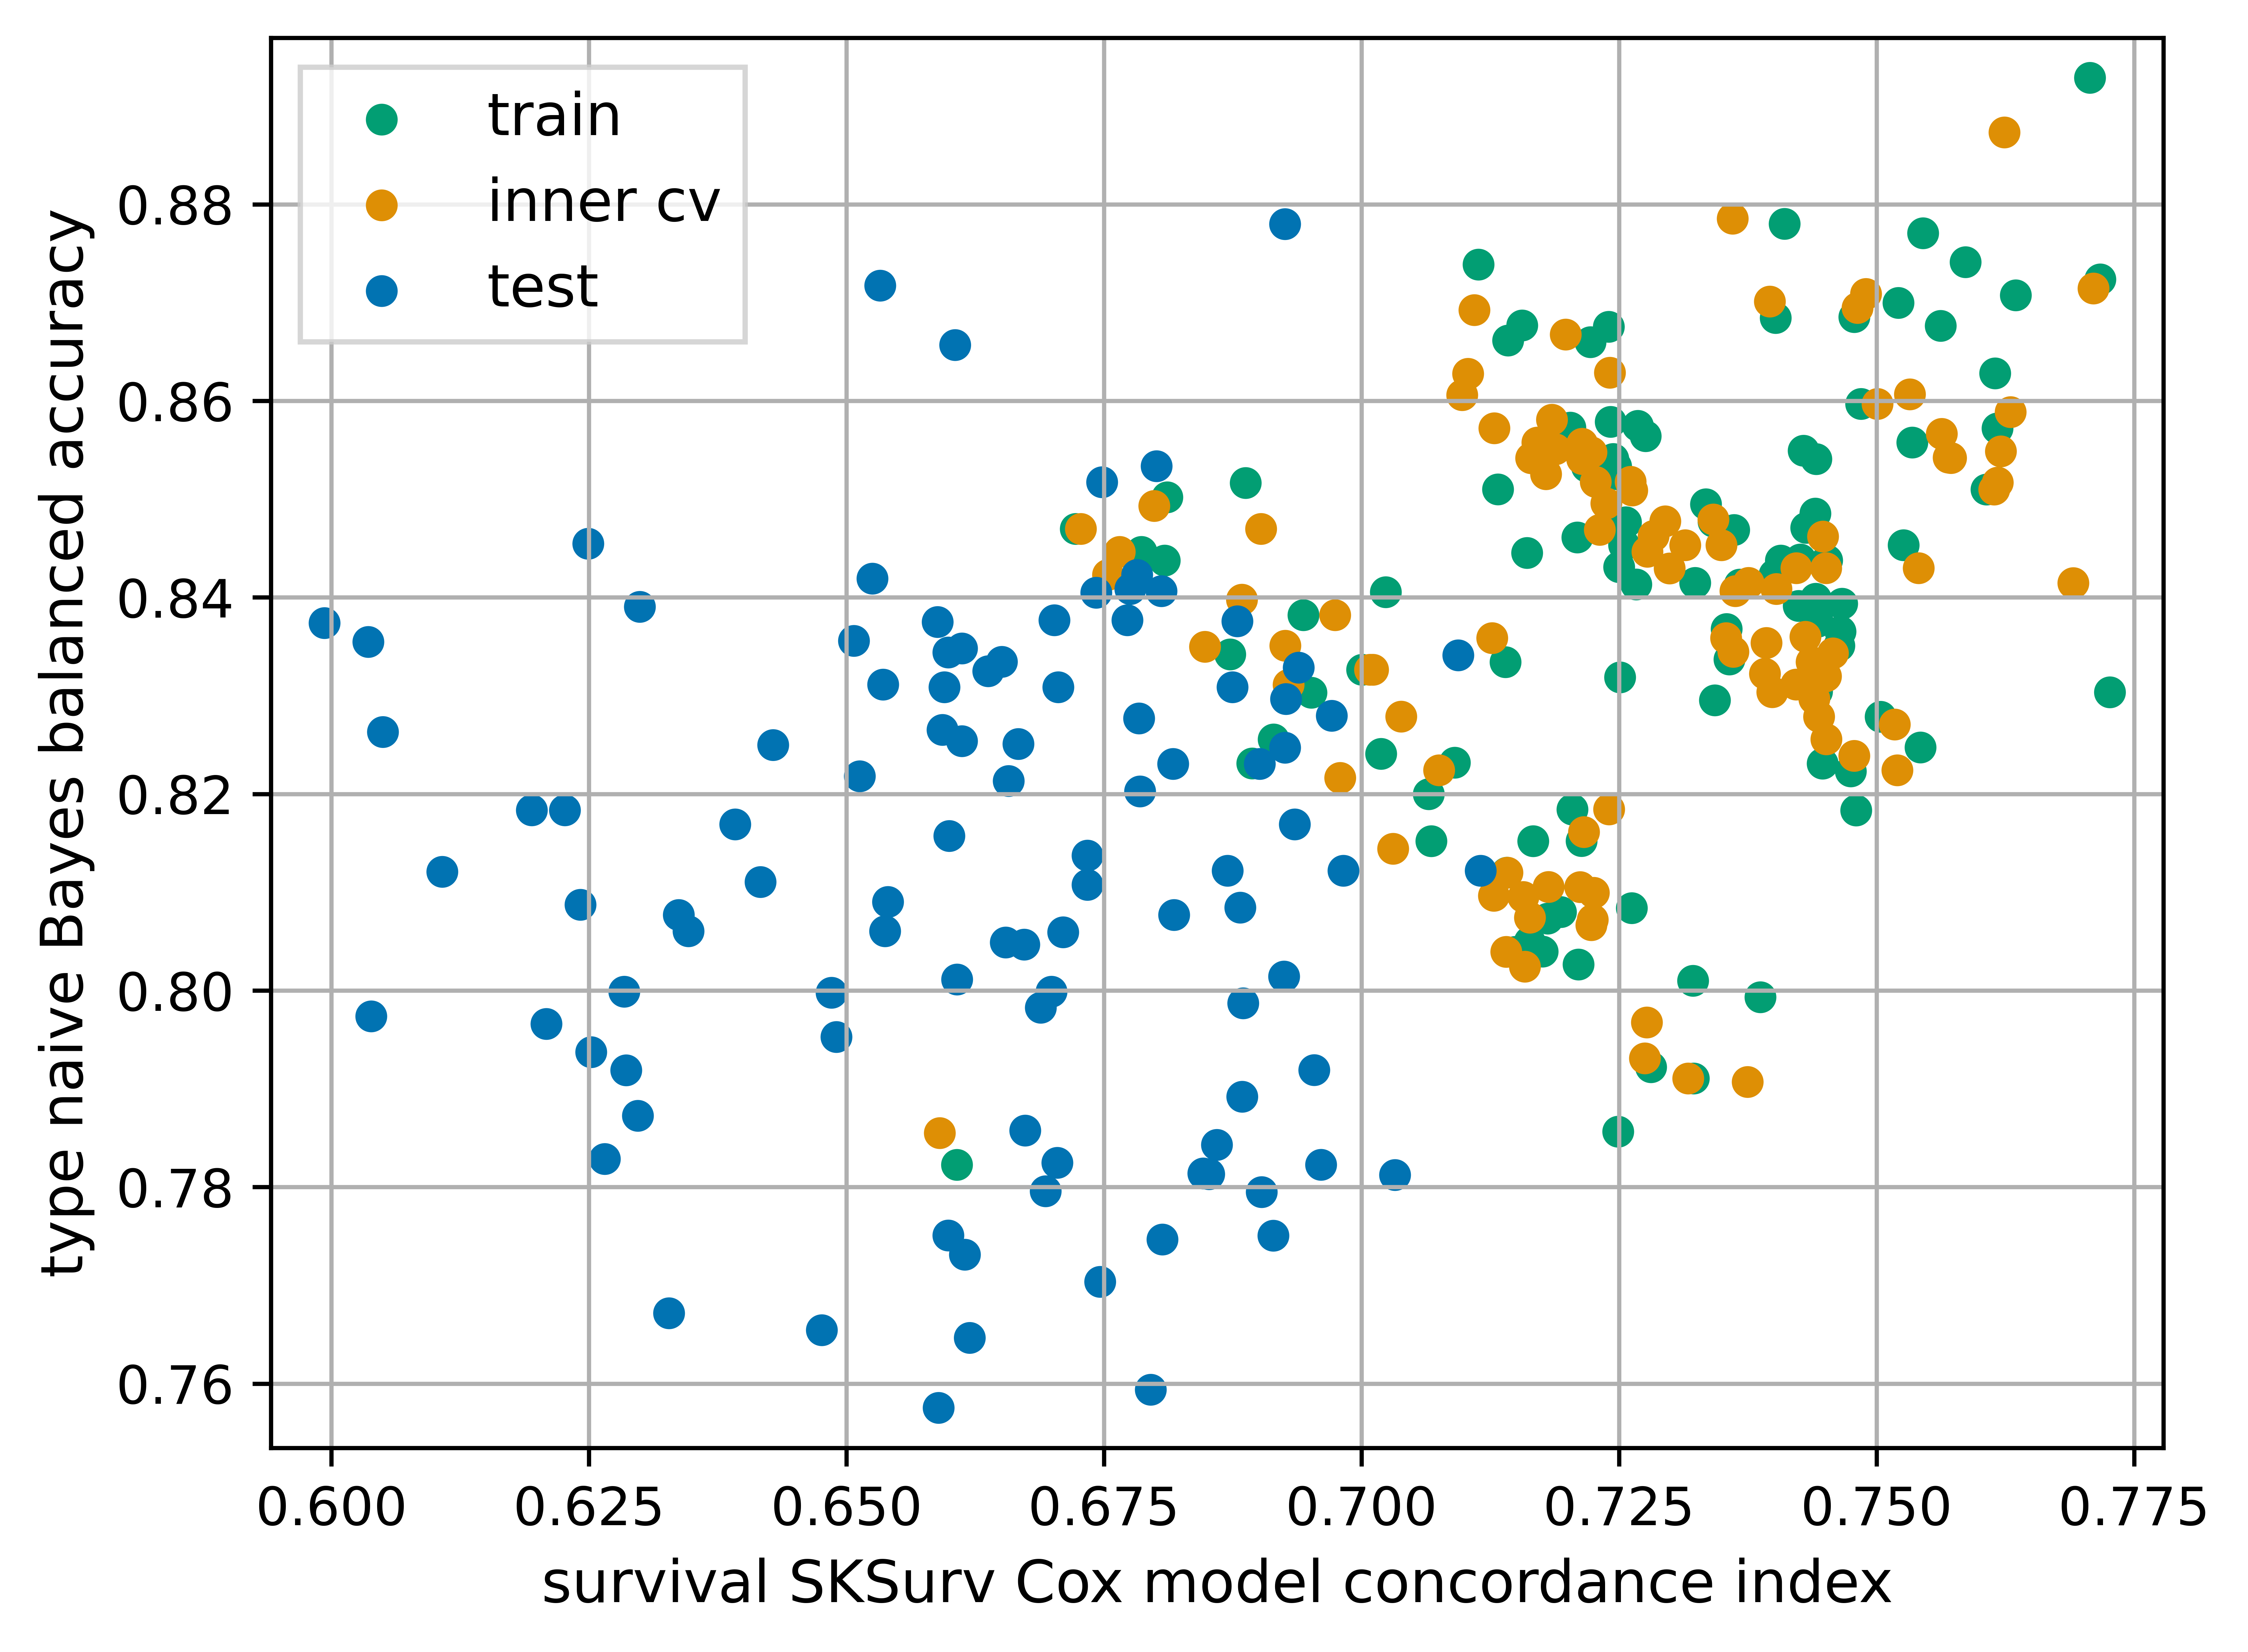 train
inner cv
test
0.88
0.86
0.84
0.82
0.80
0.78
0.76
type naive Bayes balanced accuracy
0.600 0.625 0.650 0.675 0.700 0.725 0.750 0.775
survival SKSurv Cox model concordance index